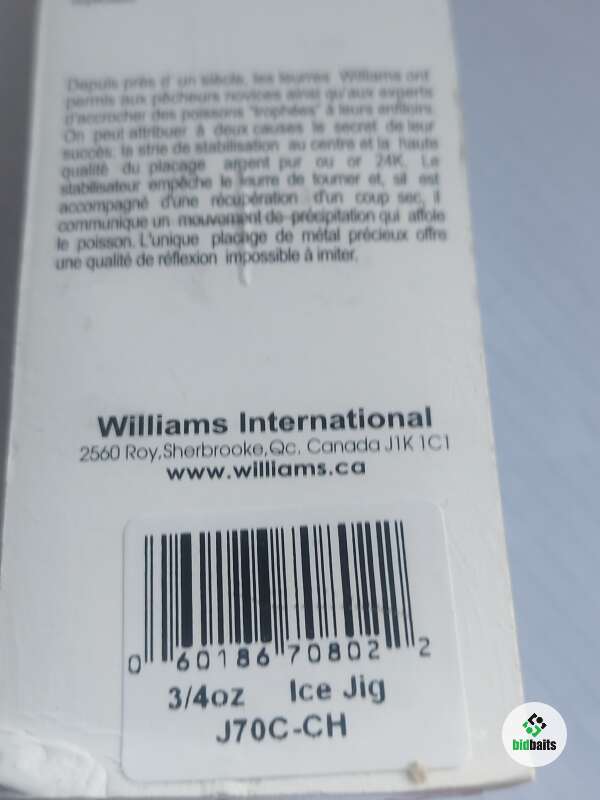 Depuis près d' un siècle, les leurres Williams ont
permis aux pêcheurs novices ainsi qu'aux experts
d'accrocher des poissons "trophées" à leurs enfiloirs.
On peut attribuer à deux causes le secret de leur
succès: la strie de stabilisation au centre et la haute
qualité du placage argent pur ou or 24K. Le
stabilisateur empêche le leurre de tourner et, sil est
accompagné d'une récupération d'un coup sec, il
communique un mouvement de précipitation qui affole
le poisson. L'unique placage de métal précieux offre
une qualité de réflexion impossible à imiter.
Williams International
2560 Roy,Sherbrooke,Qc, Canada J1K 1C1
www.williams.ca
0 60186 70802 2
3/4oz Ice Jig
J70C-CH
bidbaits